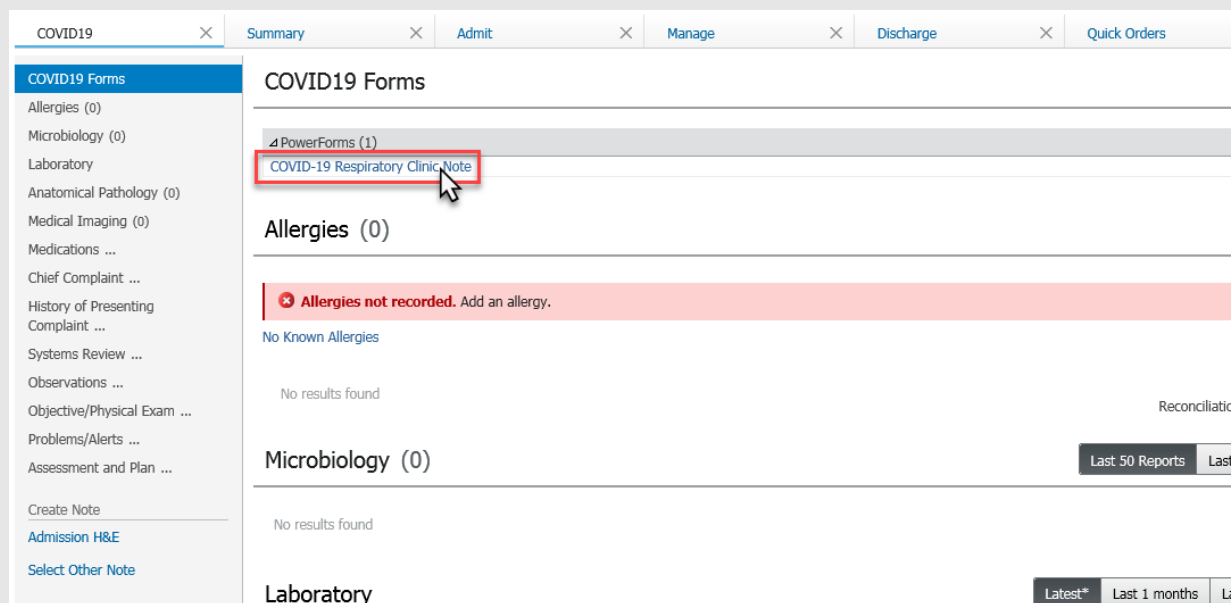 COVID19
Summary
Admit
Manage
Discharge
Quick Orders
COVID19 Forms
Allergies (0)
Microbiology (0)
Laboratory
Anatomical Pathology (0)
Medical Imaging (0)
Medications ...
Chief Complaint ...
History of Presenting
Complaint ...
Systems Review ...
Observations ...
Objective/Physical Exam ...
Problems/Alerts ...
Assessment and Plan ...
Create Note
Admission H&E
Select Other Note
COVID19 Forms
PowerForms (1)
COVID-19 Respiratory Clinic Note
Allergies (0)
Allergies not recorded. Add an allergy.
No Known Allergies
No results found
Microbiology (0)
Last 50 Reports
Last
No results found
Laboratory
Latest*
Last 1 months